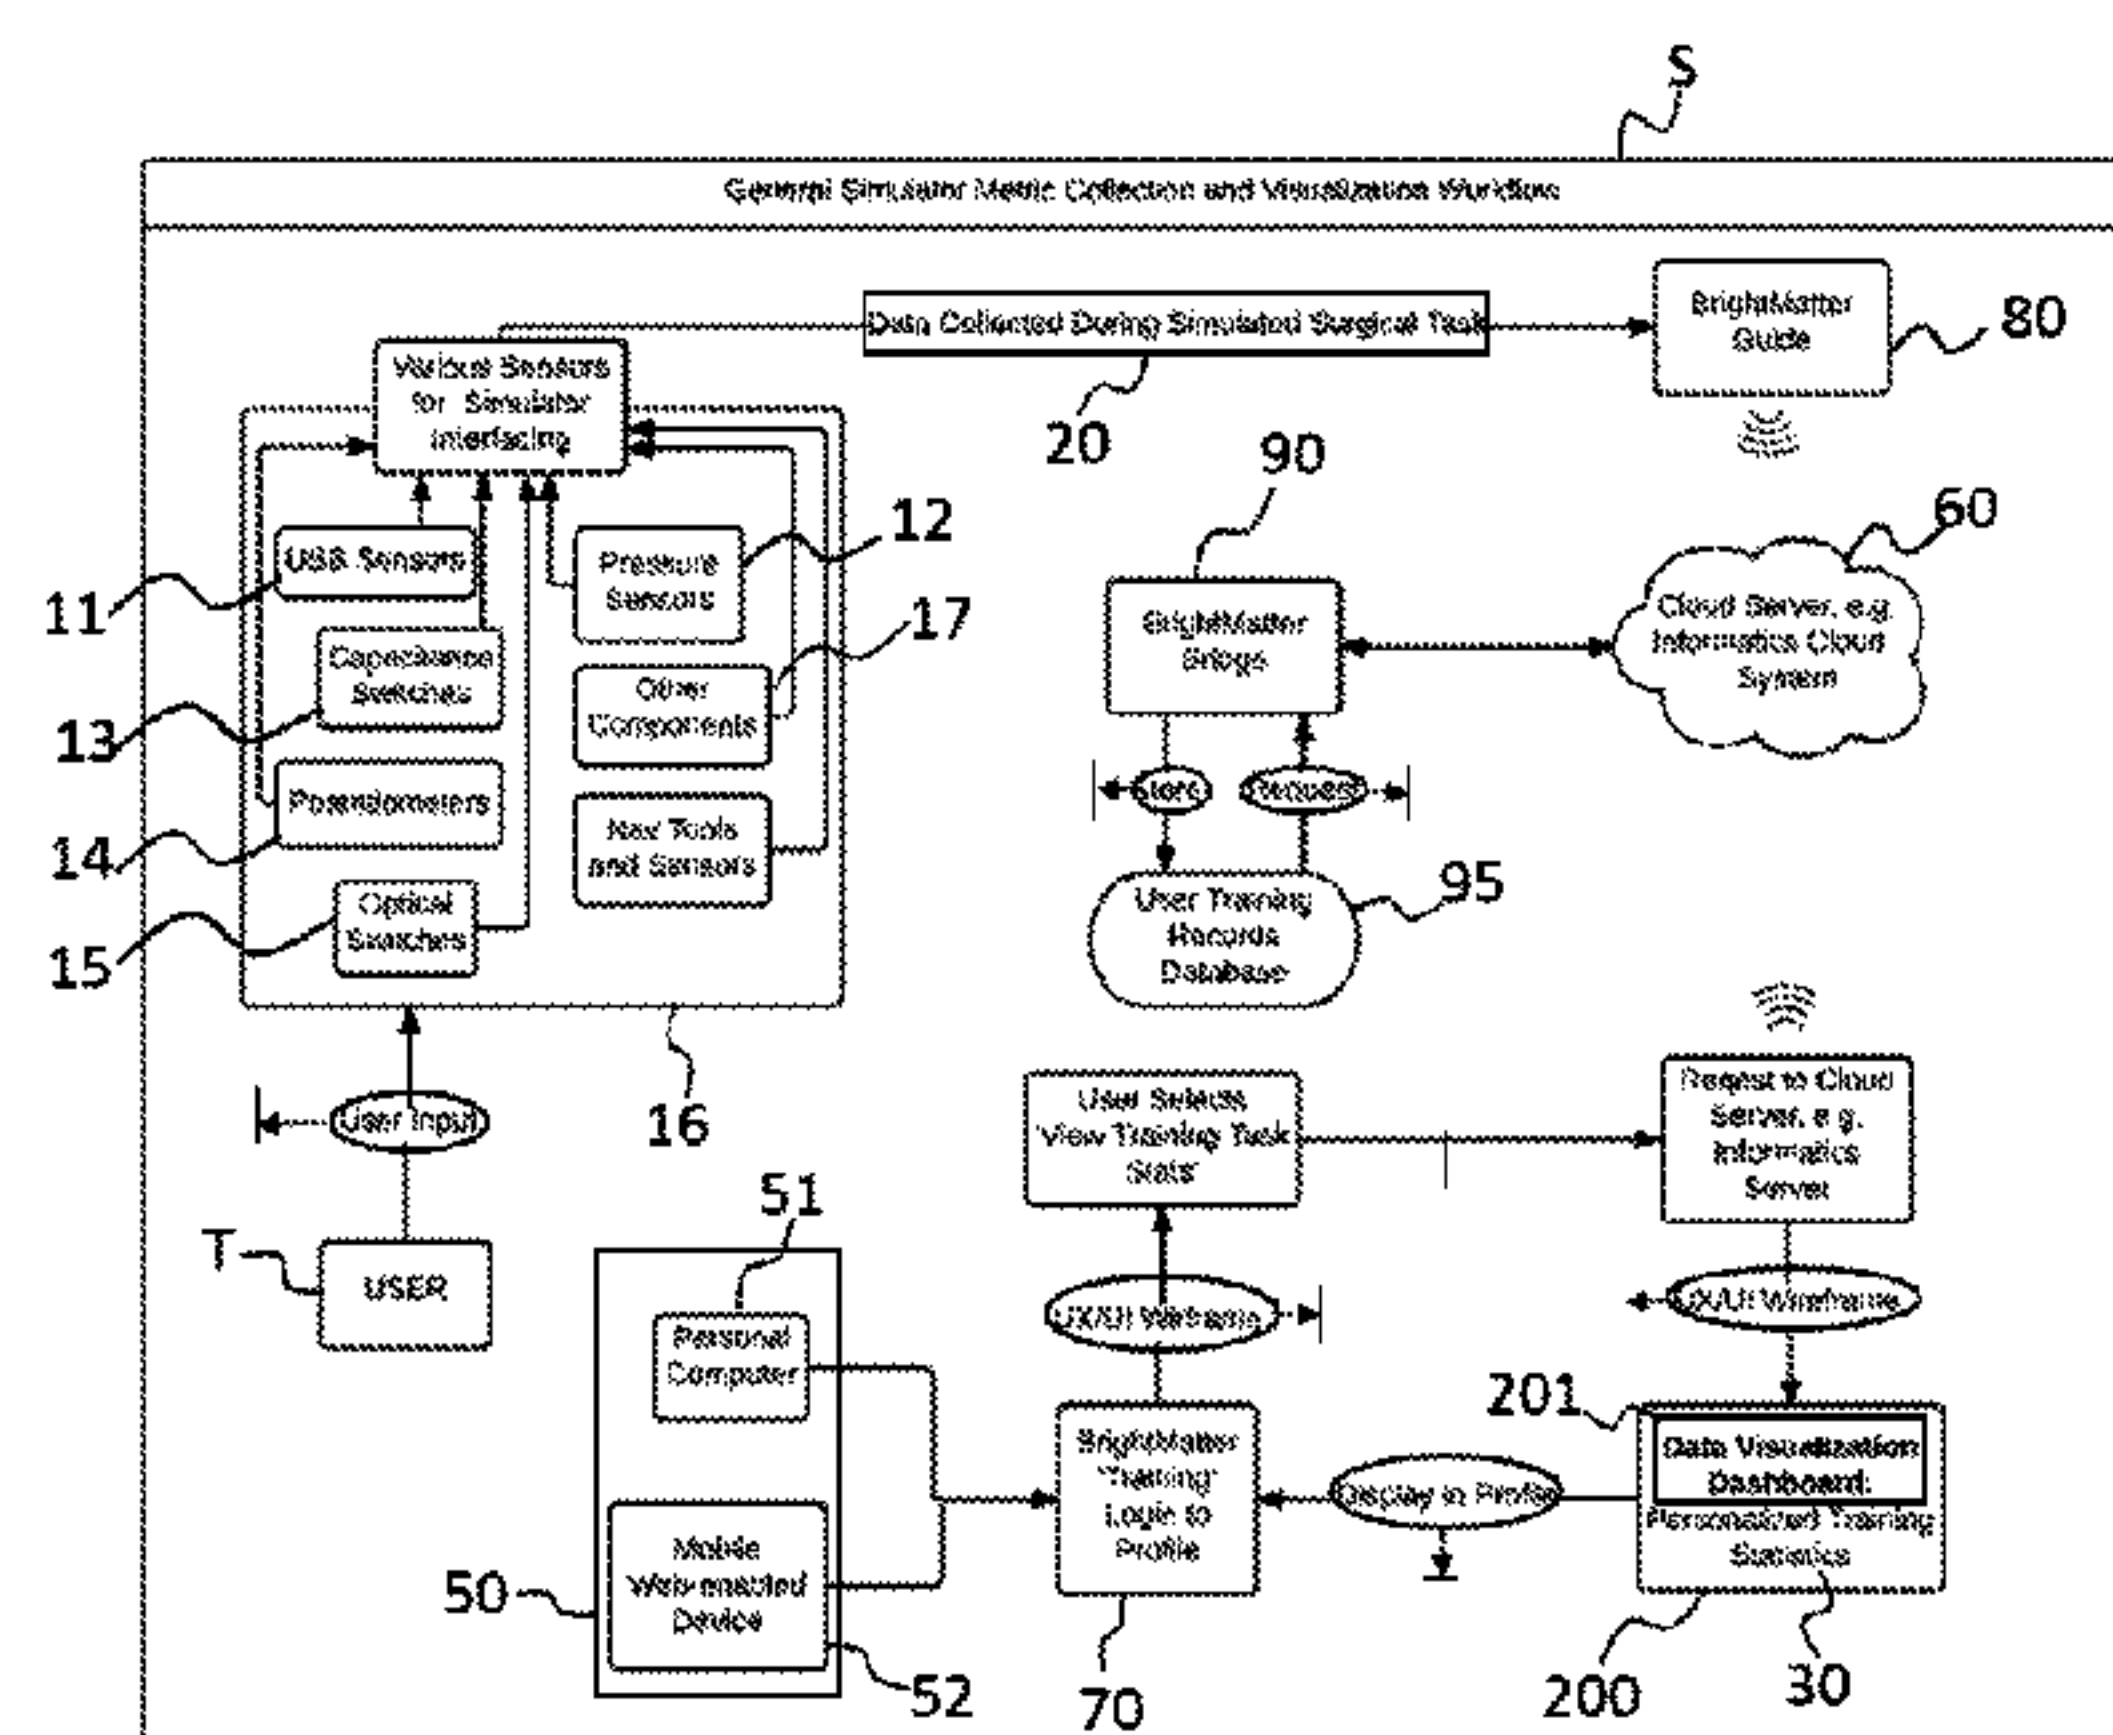 S
General Simulator Metric Collection and Visualization Workflow
Data Collected During Simulated Surgical Task
BrightMatter
Guide
80
Various Sensors
for Simulator
Interfacing
20
90
12
60
USB Sensors
Pressure
Sensors
11
17
BrightMatter
Bridge
Cloud Server, e.g.
Informatics Cloud
System
Capacitance
Switches
Other
Components
13
Potentiometers
Store
Request
14
Nav Tools
and Sensors
95
Optical
Switches
User Training
Records
Database
15
16
User Input
User Selects
'View Training Task
Stats'
Reqest to Cloud
Server, e.g.
Informatics
Server
51
T
USER
Personal
Computer
UX/UI Wireframe
UX/UI Wireframe
201
BrightMatter
'Training'
Login to
Profile
Display in Profile
Data Visualization
Dashboard:
Personalized Training
Statistics
Mobile
Web-enabled
Device
50
52
70
200
30